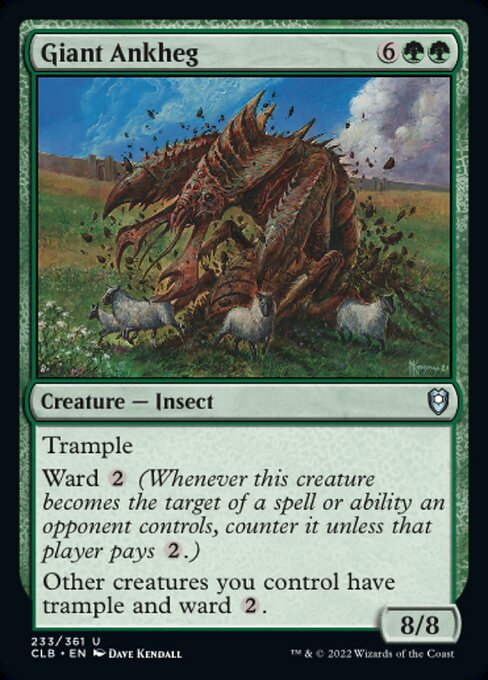 Giant Ankheg 6
Creature — Insect
Trample
Ward 2 (Whenever this creature
becomes the target of a spell or ability an
opponent controls, counter it unless that
player pays 2.)
Other creatures you control have
trample and ward 2.
8/8
233/361 U
CLB • EN Dave Kendall
™ & © 2022 Wizards of the Coast